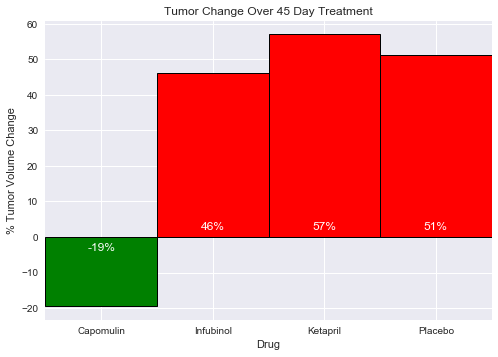 Tumor Change Over 45 Day Treatment
% Tumor Volume Change
60
50
40
30
20
10
0
−10
−20
-19%
46%
57%
51%
Capomulin
Infubinol
Ketapril
Placebo
Drug